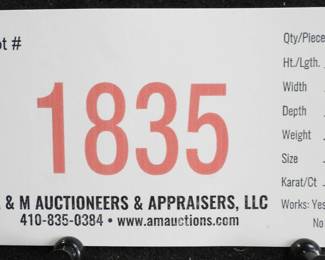 ot #
1835
& M AUCTIONEERS & APPRAISERS, LLC
410-835-0384 • www.amauctions.com
Qty/Piece
Ht./Lgth.
Width
Depth
Weight
Size
Karat/Ct
Works: Yes
No